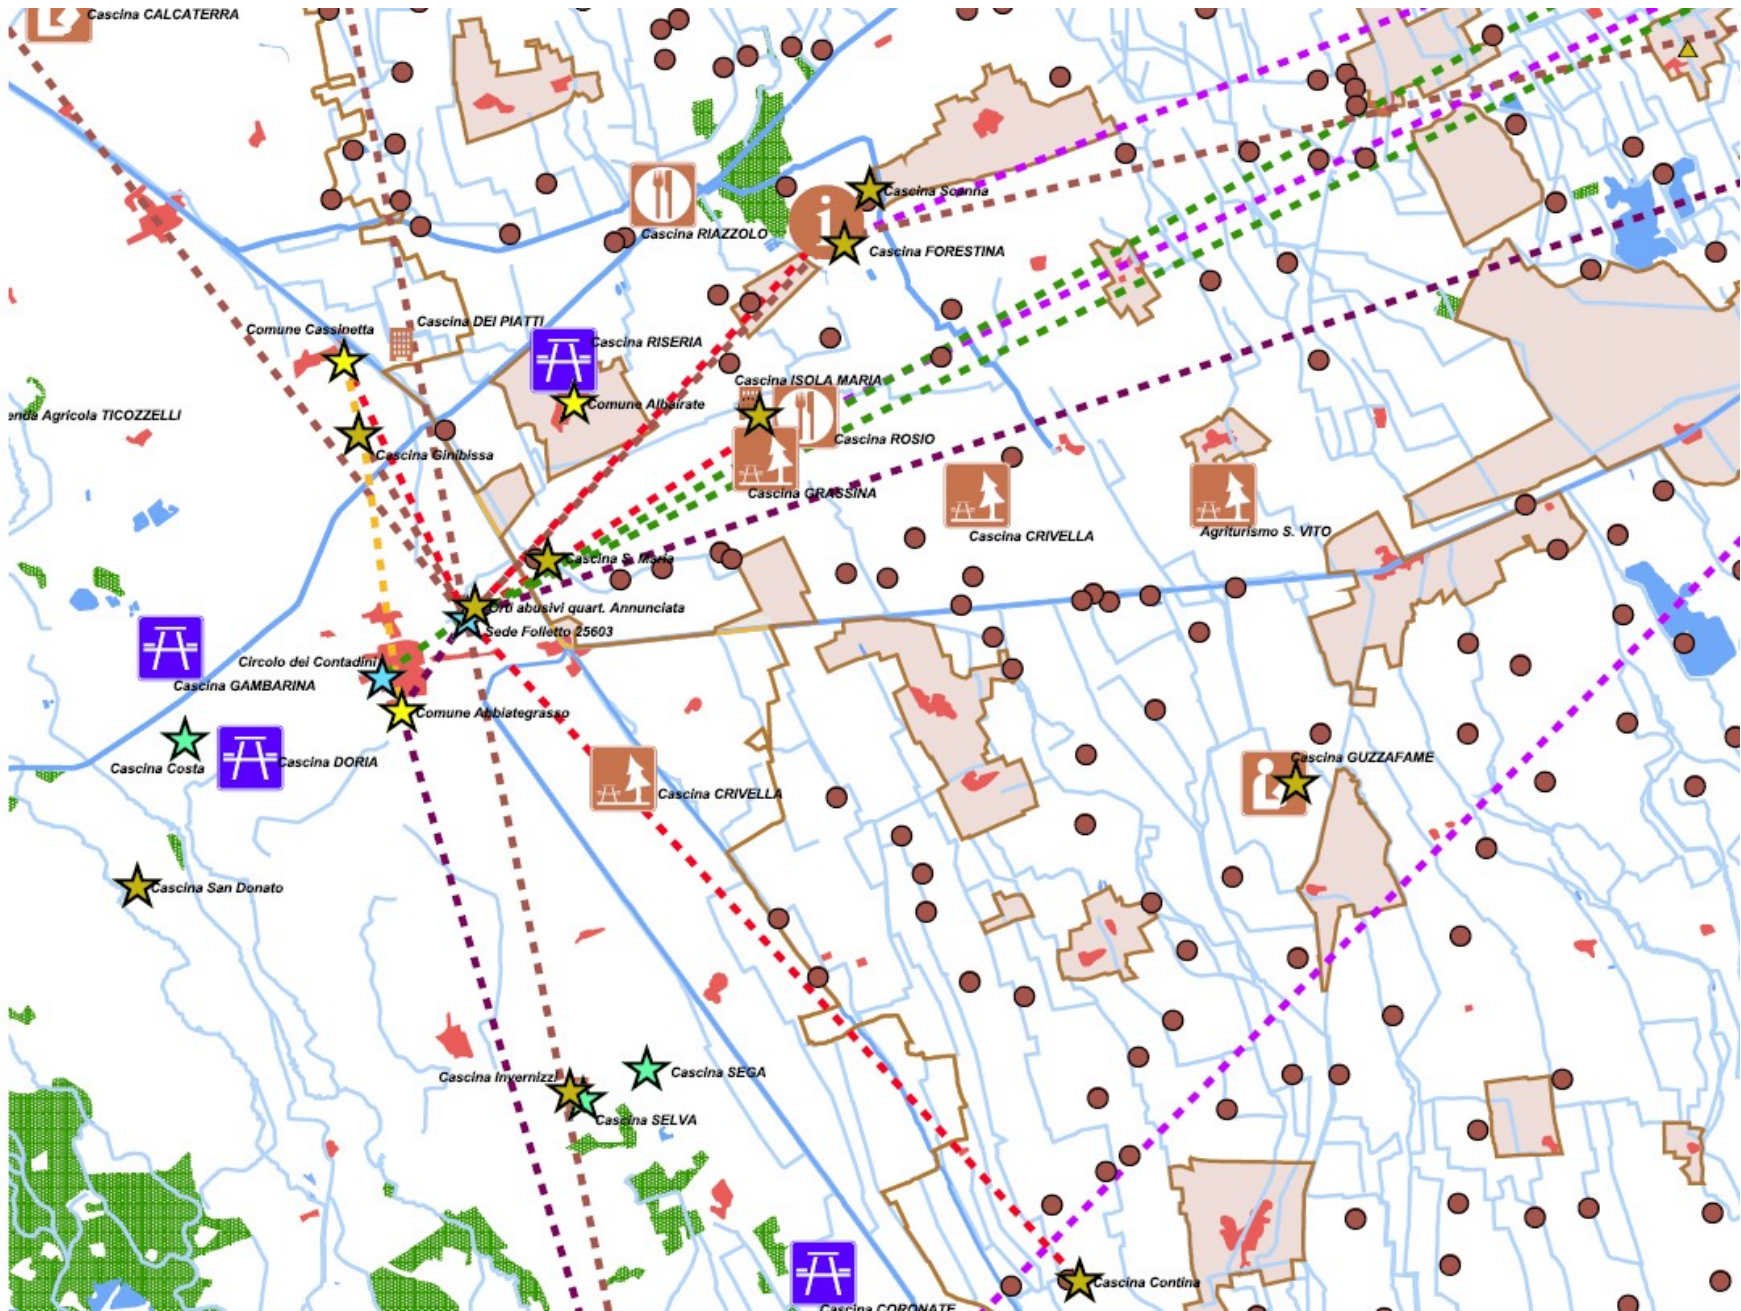 Cascina CALCATERRA
Cascina Scanna
Cascina RIAZZOLO
Cascina FORESTINA
Cascina DEI PIATTI
Comune Cassinetta
Cascina RISERIA
Cascina ISOLA MARIA
Comune Albairate
enda Agricola TICOZZELLI
Cascina ROSIO
Cascina Ginibissa
Cascina GRASSINA
Agriturismo S. VITO
Cascina CRIVELLA
Cascina S. Maria
Orti abusivi quart. Annunciata
Sede Folletto 25603
Circolo dei Contadini
Cascina GAMBARINA
Comune Abbiategrasso
Cascina GUZZAFAME
Cascina DORIA
Cascina Costa
Cascina CRIVELLA
Cascina San Donato
Cascina SEGA
Cascina Invernizzi
Cascina SELVA
Cascina Contina
Cascina CORONATE